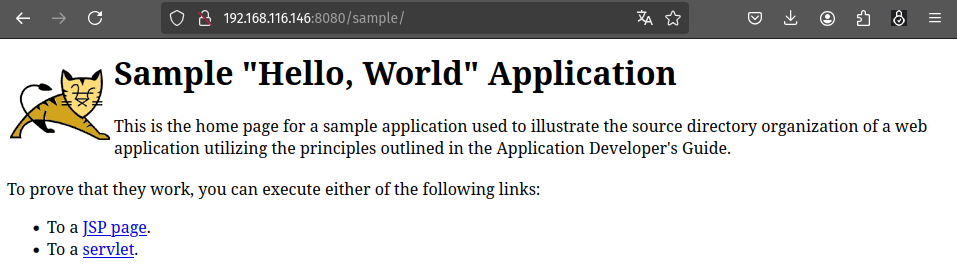 192.168.116.146:8080/sample/
Sample "Hello, World" Application
This is the home page for a sample application used to illustrate the source directory organization of a web
application utilizing the principles outlined in the Application Developer's Guide.
To prove that they work, you can execute either of the following links:
• To a JSP page.
• To a servlet.